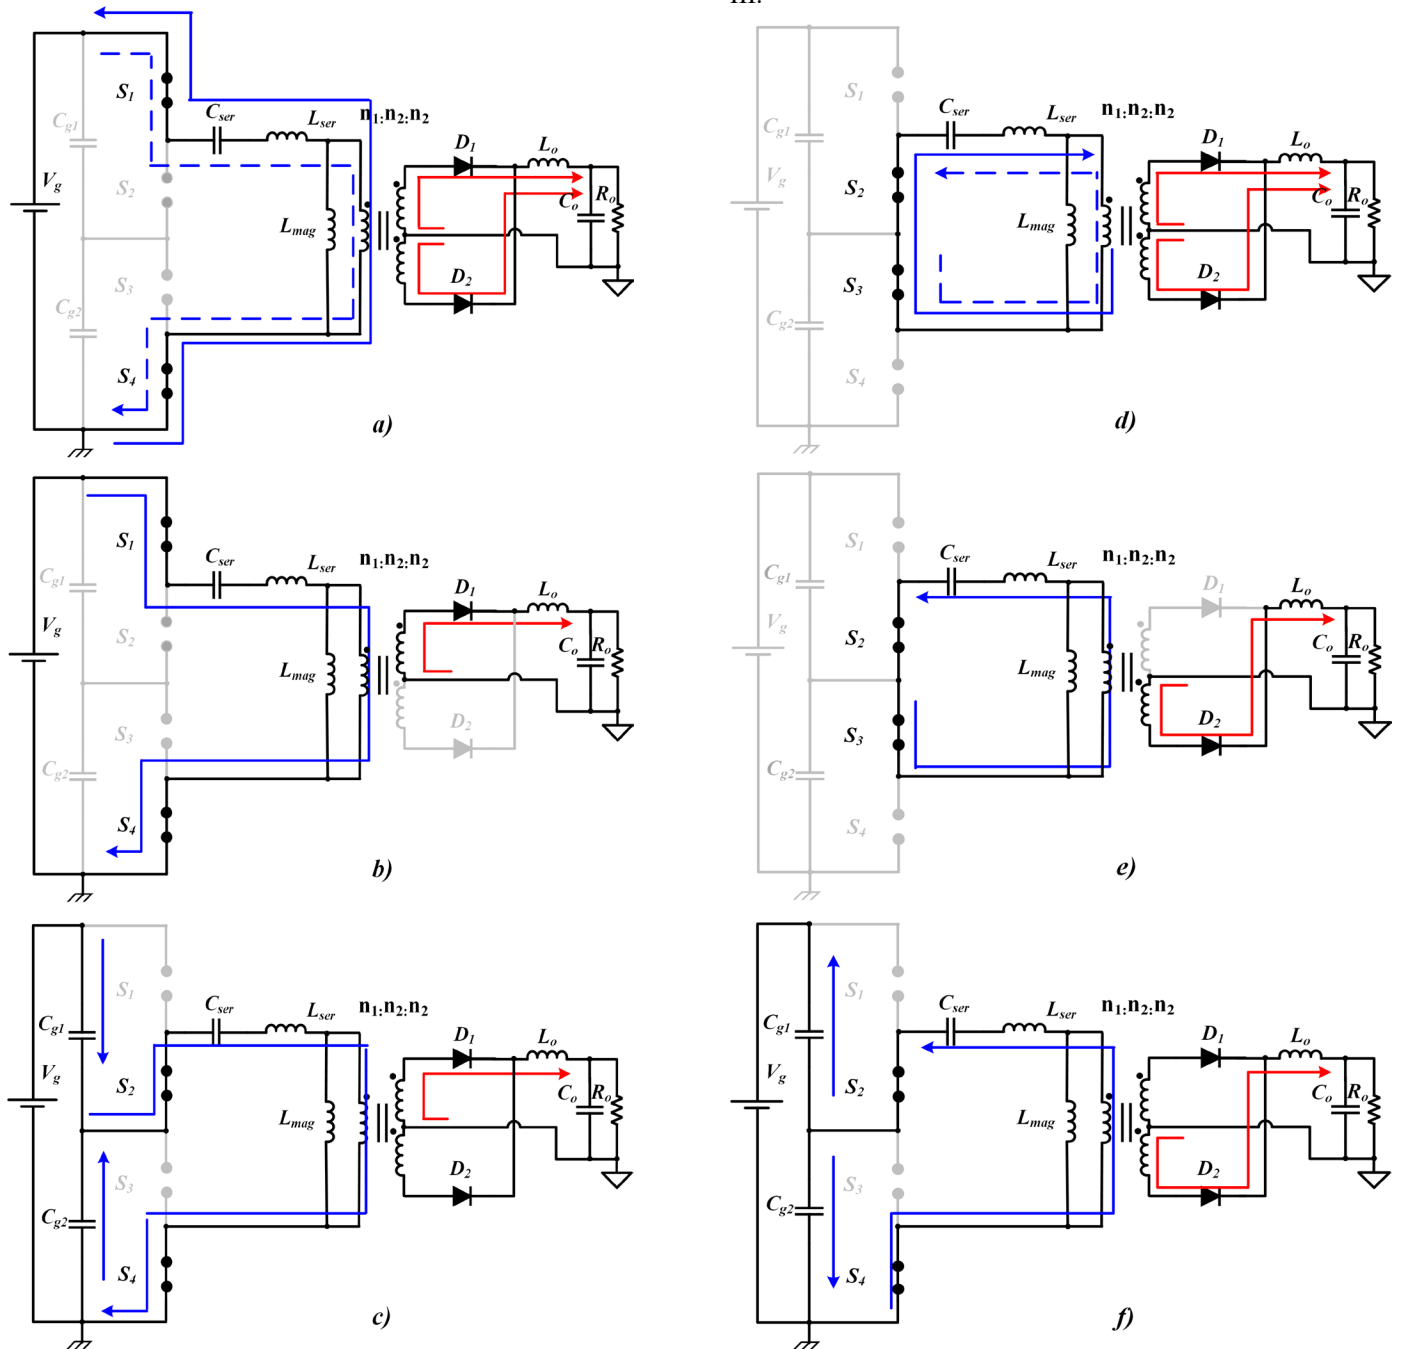 III.
S1
Cser
Lser
n1:n2:n2
Cg1
D1
Lo
Vg
S2
Co
Ro
Lmag
S3
D2
Cg2
S4
a)
S1
Cser
Lser
n1:n2:n2
Cg1
D1
Lo
Vg
S2
Co
Ro
Lmag
S3
D2
Cg2
S4
d)
S1
Cser
Lser
n1:n2:n2
Cg1
D1
Lo
Vg
S2
Co
Ro
Lmag
S3
D2
Cg2
S4
b)
S1
Cser
Lser
n1:n2:n2
Cg1
D1
Lo
Vg
S2
Co
Ro
Lmag
S3
D2
Cg2
S4
e)
S1
Cser
Lser
n1:n2:n2
Cg1
D1
Lo
Vg
S2
Co
Ro
Lmag
S3
D2
Cg2
S4
c)
S1
Cser
Lser
n1:n2:n2
Cg1
D1
Lo
Vg
S2
Co
Ro
Lmag
S3
D2
Cg2
S4
f)